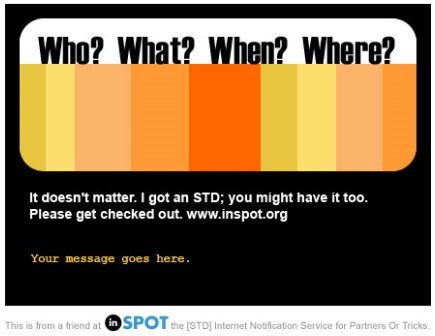 Who? What? When? Where?
It doesn't matter. I got an STD; you might have it too.
Please get checked out. www.inspot.org
Your message goes here.
This is from a friend at inSPOT the [STD] Internet Notification Service for Partners Or Tricks.